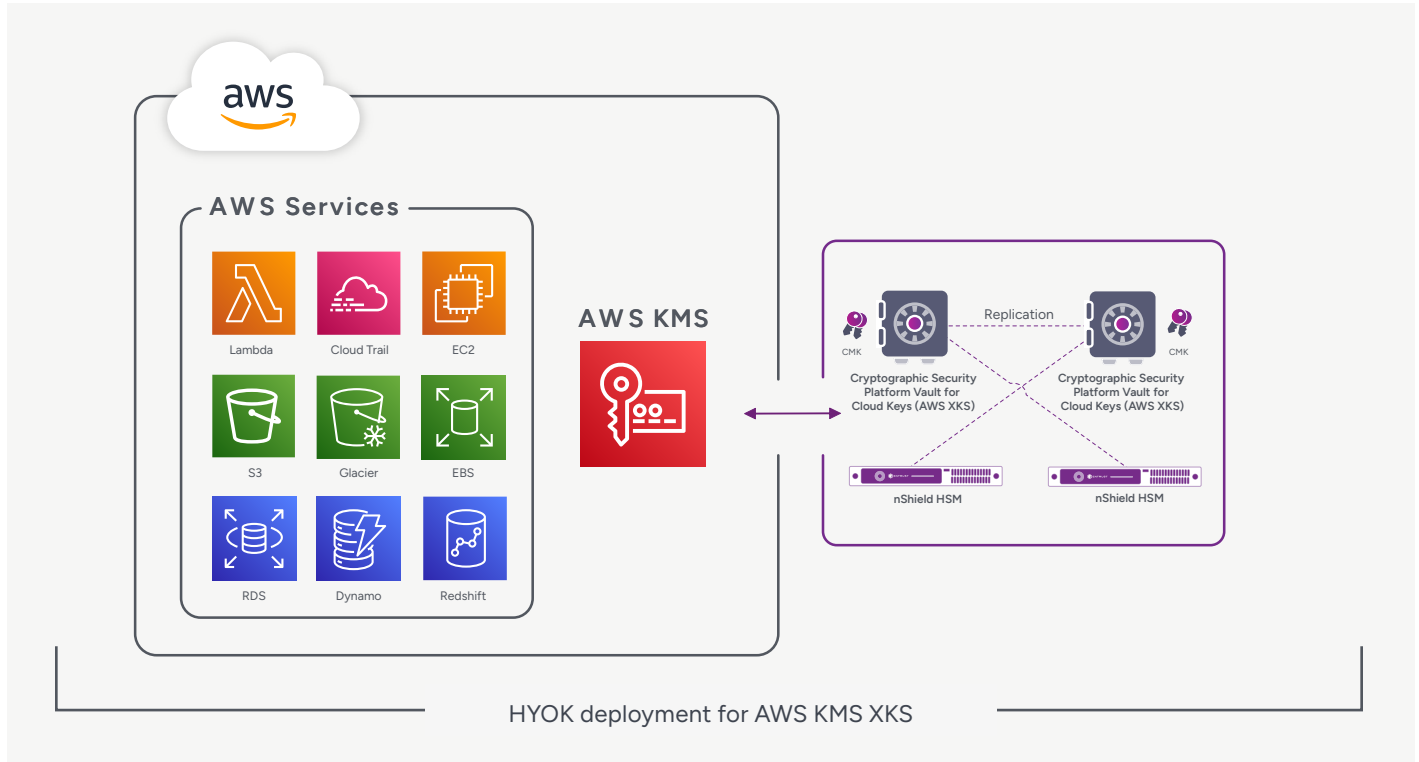 aws
AWS Services
Lambda
Cloud Trail
EC2
S3
Glacier
EBS
RDS
Dynamo
Redshift
AWS KMS
Replication
CMK
CMK
Cryptographic Security
Platform Vault for
Cloud Keys (AWS XKS)
Cryptographic Security
Platform Vault for
Cloud Keys (AWS XKS)
ENTRUST
nShield HSM
ENTRUST
nShield HSM
HYOK deployment for AWS KMS XKS